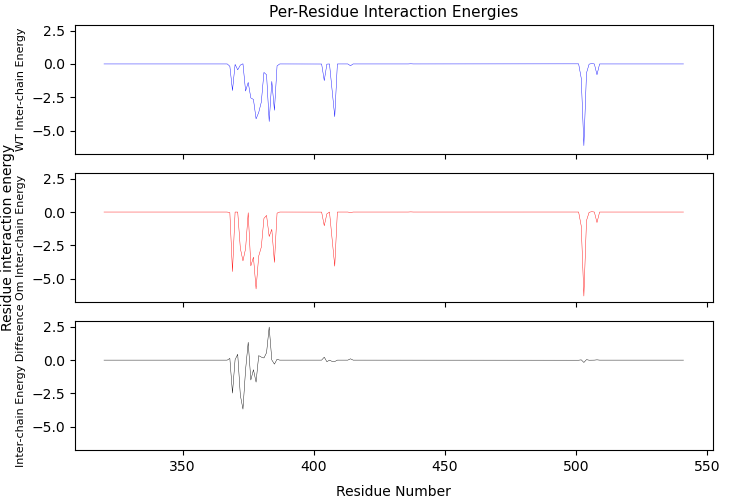 Per-Residue Interaction Energies
Residue interaction energy
WT Inter-chain Energy
2.5
0.0
−2.5
−5.0
Om Inter-chain Energy
2.5
0.0
−2.5
−5.0
Inter-chain Energy Difference
2.5
0.0
−2.5
−5.0
350
400
450
500
550
Residue Number